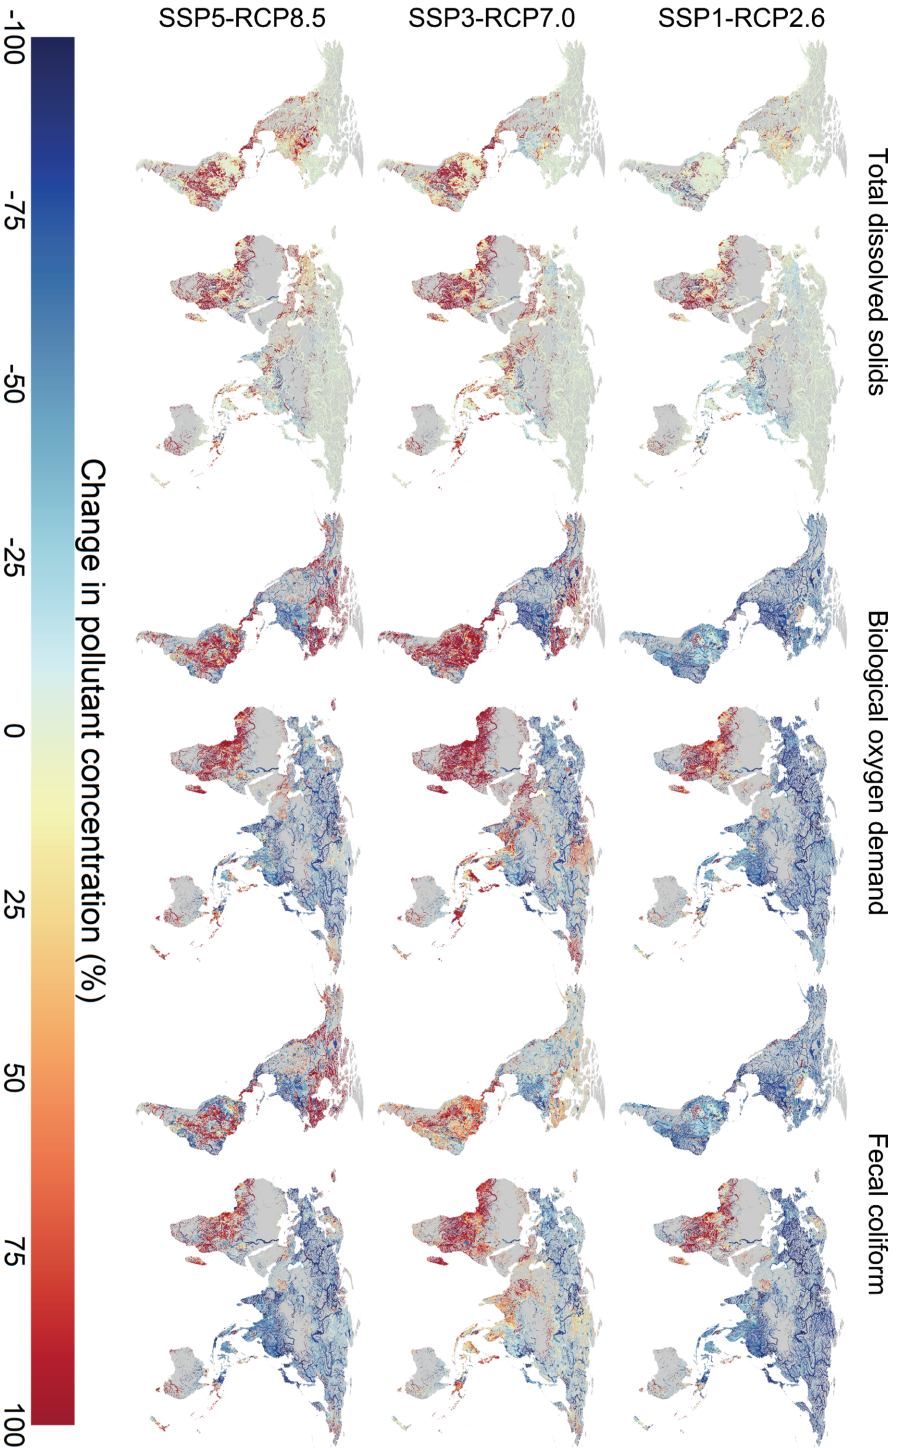 Total dissolved solids
Biological oxygen demand
Fecal coliform
SSP1-RCP2.6
SSP3-RCP7.0
SSP5-RCP8.5
Change in pollutant concentration (%)
-100 -75 -50 -25 0 25 50 75 100